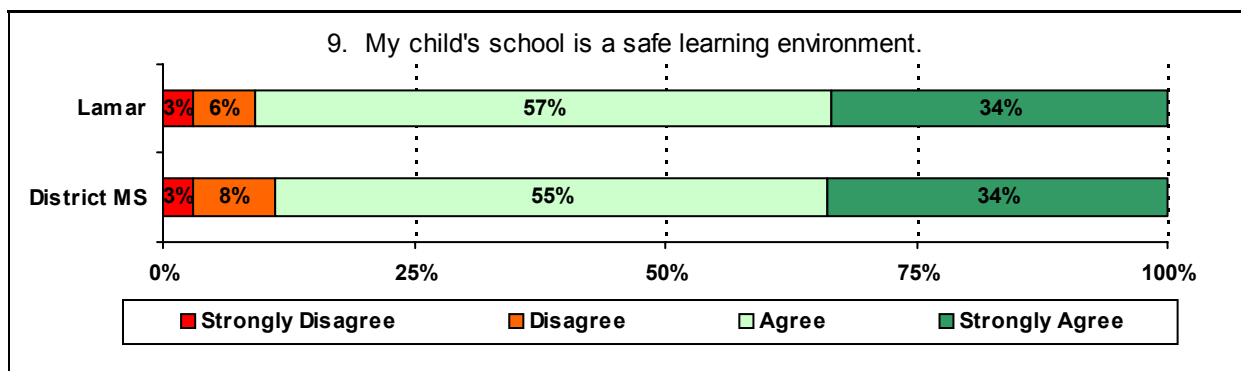 9. My child's school is a safe learning environment.
Lamar 3% 6% 57% 34%
District MS 3% 8% 55% 34%
0% 25% 50% 75% 100%
Strongly Disagree Disagree Agree Strongly Agree